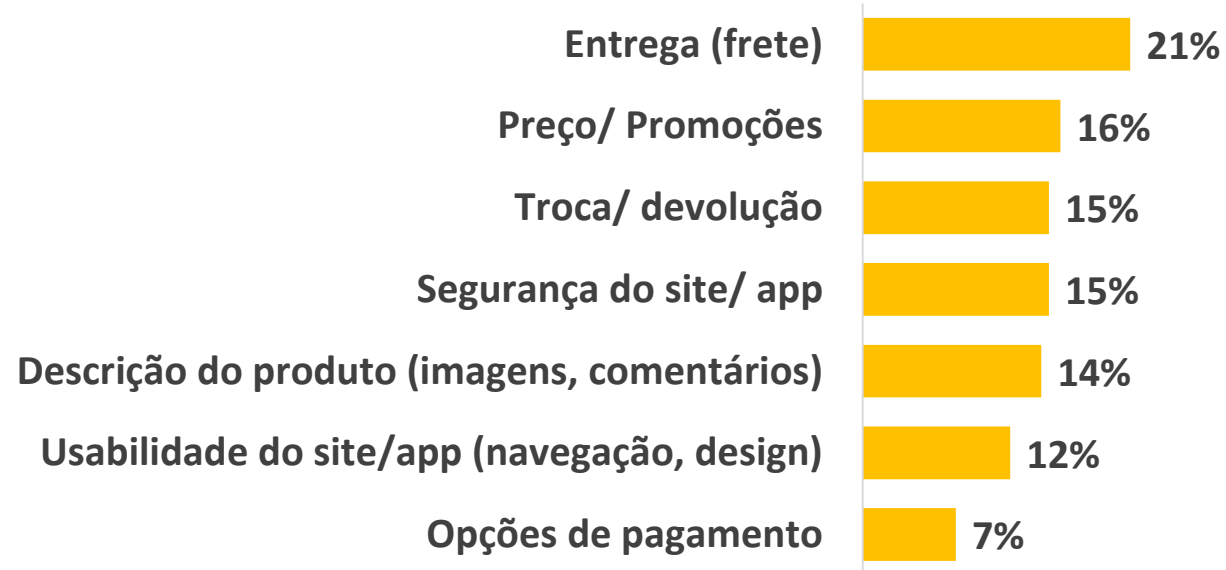 Entrega (frete) 21%
Preço/ Promoções 16%
Troca/ devolução 15%
Segurança do site/ app 15%
Descrição do produto (imagens, comentários) 14%
Usabilidade do site/app (navegação, design) 12%
Opções de pagamento 7%